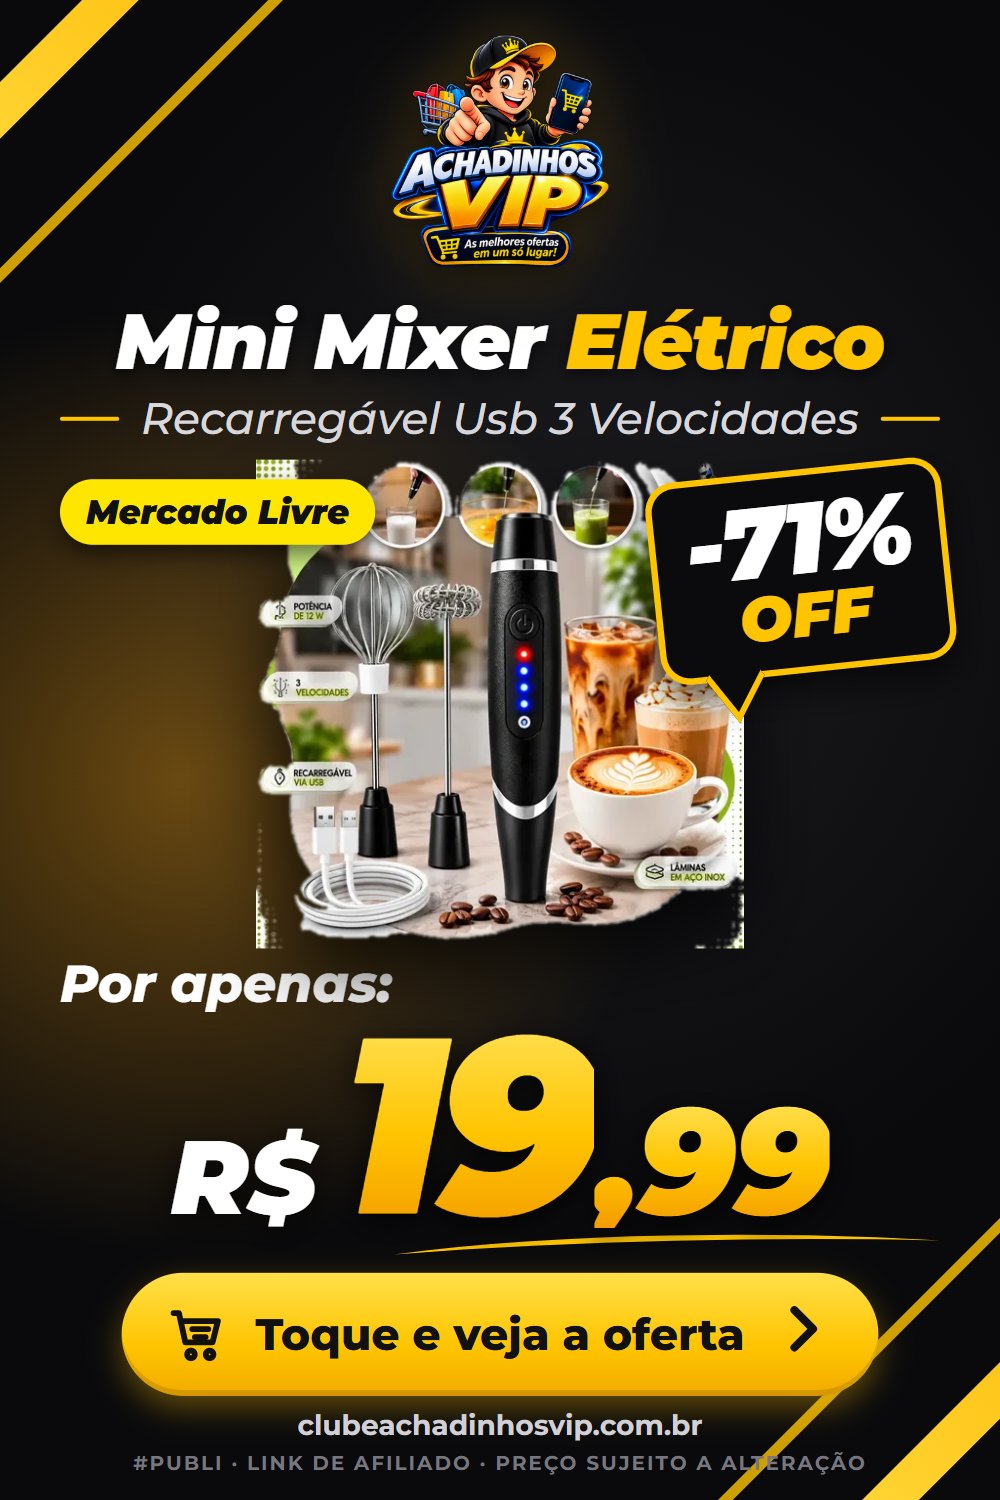 ACHADINHOS
VIP
As melhores ofertas
em um só lugar!
Mini Mixer Elétrico
Recarregável Usb 3 Velocidades
Mercado Livre
-71%
OFF
POTÊNCIA
DE 12 W
3
VELOCIDADES
RECARREGÁVEL
VIA USB
LÂMINAS
EM AÇO INOX
Por apenas:
R$ 19,99
Toque e veja a oferta
clubeachadinhosvip.com.br
#PUBLI · LINK DE AFILIADO · PREÇO SUJEITO A ALTERAÇÃO